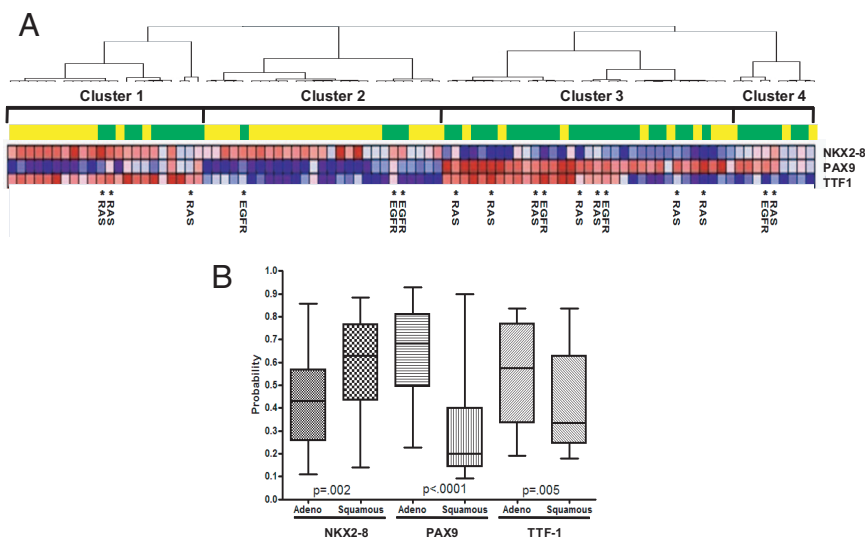 A
Cluster 1 Cluster 2 Cluster 3 Cluster 4
NKX2-8
PAX9
TTF1
* * * * * * * * * * * * * * * * *
RAS RAS RAS EGFR EGFR EGFR RAS RAS RAS EGFR RAS RAS EGFR RAS RAS EGFR RAS
B
Probability
1.0
0.9
0.8
0.7
0.6
0.5
0.4
0.3
0.2
0.1
0.0
p=.002 p<.0001 p=.005
Adeno Squamous Adeno Squamous Adeno Squamous
NKX2-8 PAX9 TTF-1